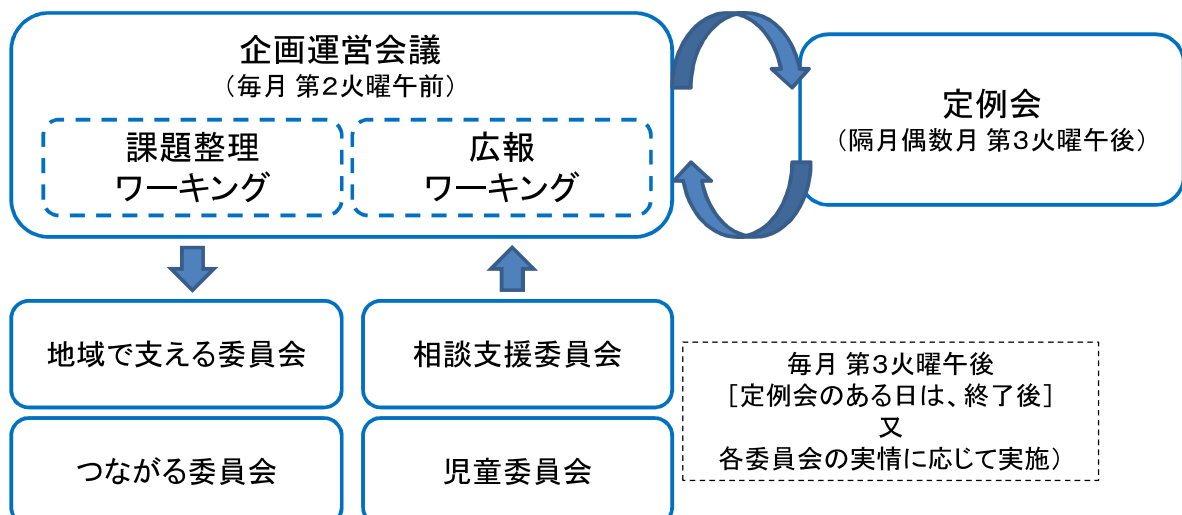 企画運営会議
（毎月 第２火曜午前）
課題整理
ワーキング
広報
ワーキング
定例会
（隔月偶数月 第３火曜午後）
地域で支える委員会
相談支援委員会
つながる委員会
児童委員会
毎月 第３火曜午後
［定例会のある日は、終了後］
又
各委員会の実情に応じて実施）